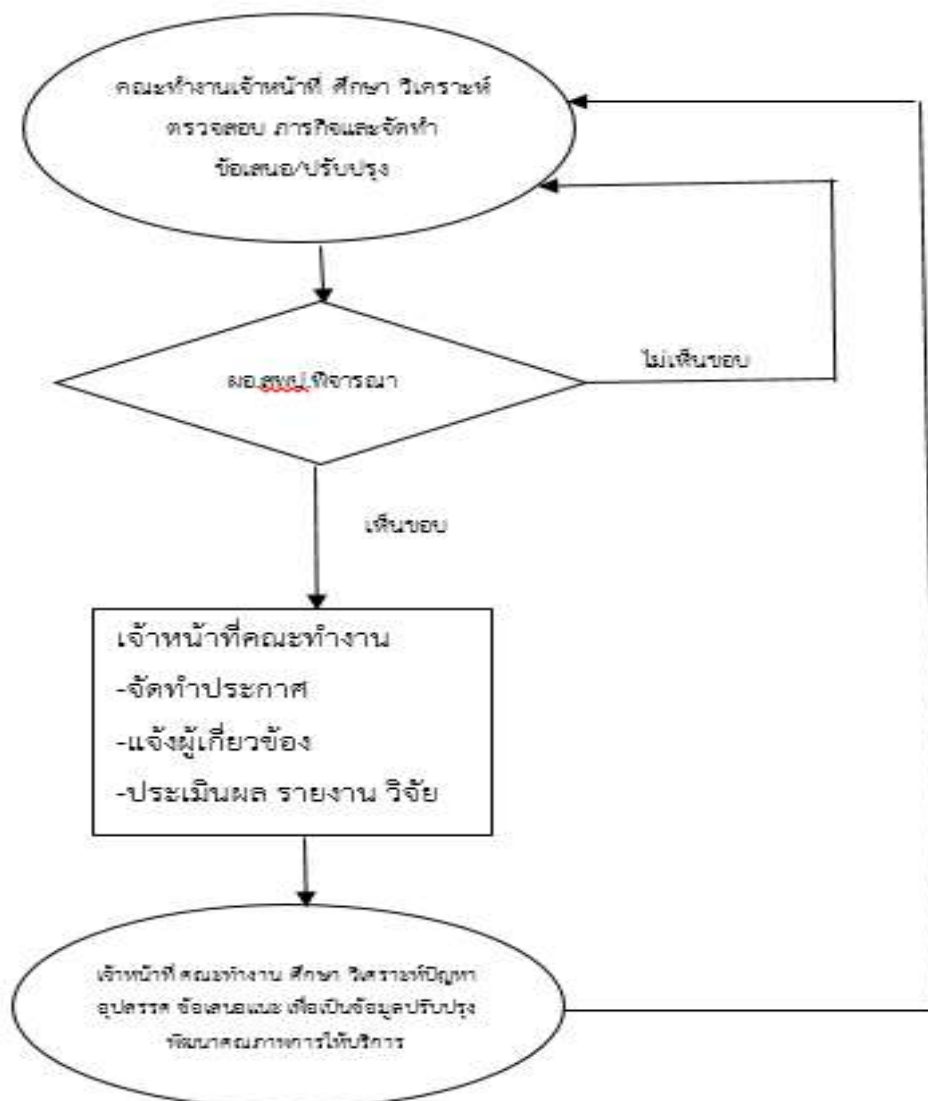 คณะทำงานเจ้าหน้าที่ ศึกษา วิเคราะห์
ตรวจสอบ ภารกิจและจัดทำ
ข้อเสนอ/ปรับปรุง
ผอ.สพป.พิจารณา
ไม่เห็นชอบ
เห็นชอบ
เจ้าหน้าที่คณะทำงาน
-จัดทำประกาศ
-แจ้งผู้เกี่ยวข้อง
-ประเมินผล รายงาน วิจัย
เจ้าหน้าที่ คณะทำงาน ศึกษา วิเคราะห์ปัญหา
อุปสรรค ข้อเสนอแนะ เพื่อเป็นข้อมูลปรับปรุง
พัฒนาคุณภาพการให้บริการ